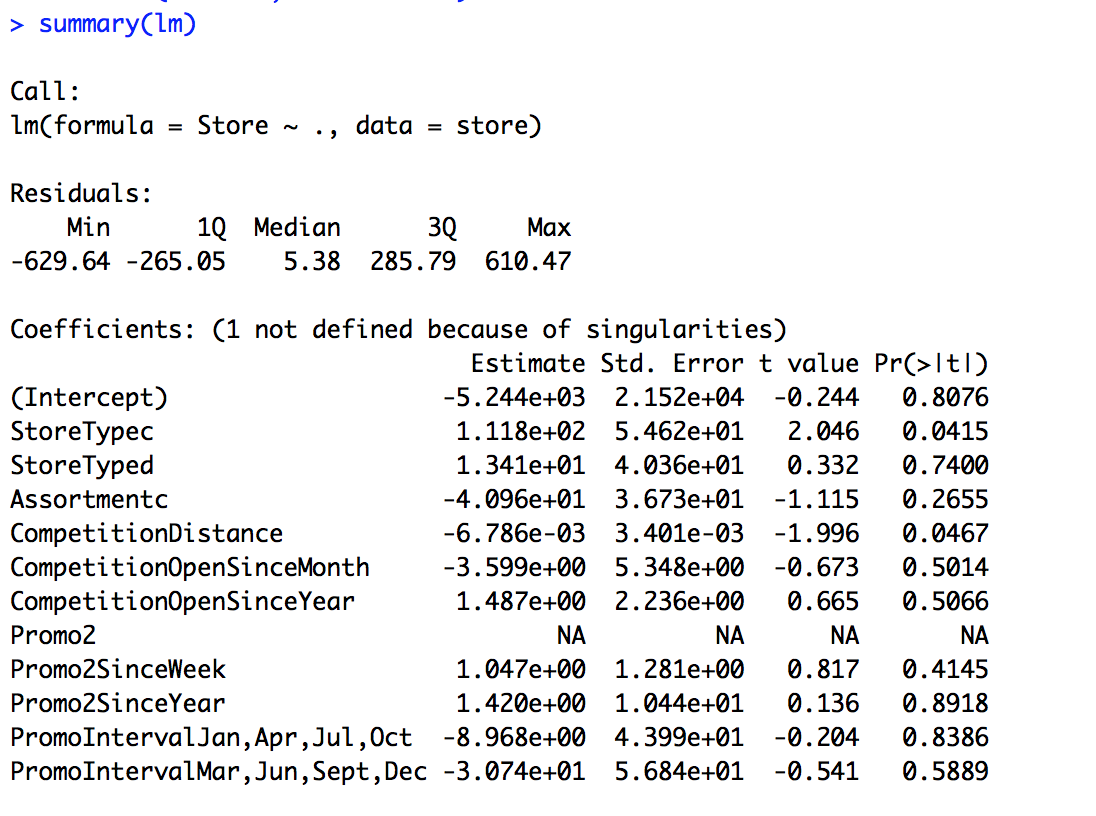 > summary(lm)
Call:
lm(formula = Store ~ ., data = store)
Residuals:
    Min      1Q  Median      3Q     Max
-629.64 -265.05    5.38  285.79  610.47
Coefficients: (1 not defined because of singularities)
                                Estimate Std. Error t value Pr(>|t|)
(Intercept)                   -5.244e+03  2.152e+04  -0.244   0.8076
StoreTypec                     1.118e+02  5.462e+01   2.046   0.0415
StoreTyped                     1.341e+01  4.036e+01   0.332   0.7400
Assortmentc                   -4.096e+01  3.673e+01  -1.115   0.2655
CompetitionDistance           -6.786e-03  3.401e-03  -1.996   0.0467
CompetitionOpenSinceMonth     -3.599e+00  5.348e+00  -0.673   0.5014
CompetitionOpenSinceYear       1.487e+00  2.236e+00   0.665   0.5066
Promo2                                NA         NA      NA       NA
Promo2SinceWeek                1.047e+00  1.281e+00   0.817   0.4145
Promo2SinceYear                1.420e+00  1.044e+01   0.136   0.8918
PromoIntervalJan,Apr,Jul,Oct  -8.968e+00  4.399e+01  -0.204   0.8386
PromoIntervalMar,Jun,Sept,Dec -3.074e+01  5.684e+01  -0.541   0.5889